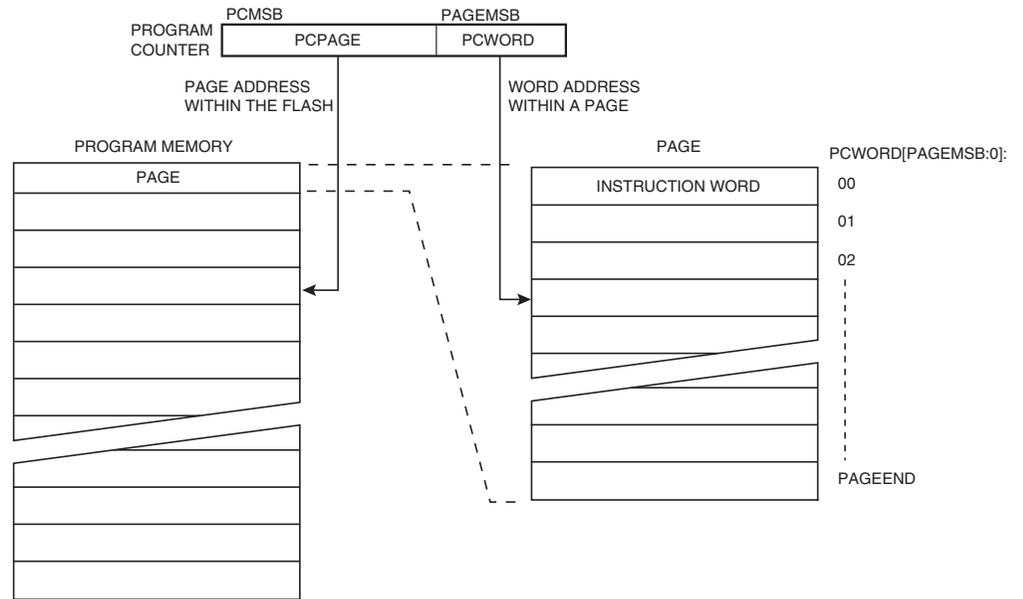 PCMSB
PAGEMSB
PROGRAM
COUNTER
PCPAGE
PCWORD
PAGE ADDRESS
WITHIN THE FLASH
WORD ADDRESS
WITHIN A PAGE
PROGRAM MEMORY
PAGE
PAGE
INSTRUCTION WORD
PCWORD[PAGEMSB:0]:
00
01
02
PAGEEND